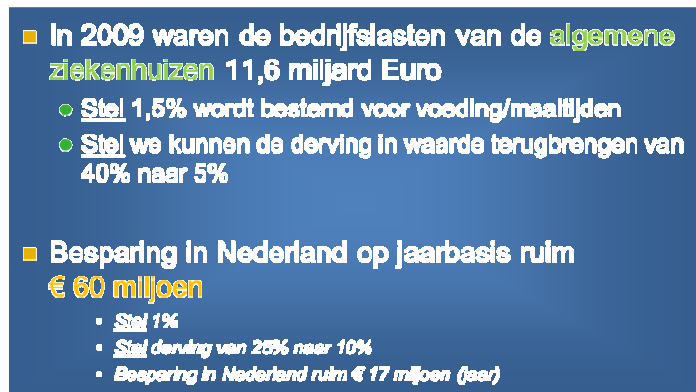 In 2009 waren de bedrijfslasten van de algemene
ziekenhuizen 11,6 miljard Euro
Stel 1,5% wordt bestemd voor voeding/maaltijden
Stel we kunnen de derving in waarde terugbrengen van
40% naar 5%
Besparing in Nederland op jaarbasis ruim
€ 60 miljoen
Stel 1%
Stel derving van 25% naar 10%
Besparing in Nederland ruim € 17 miljoen (jaar)